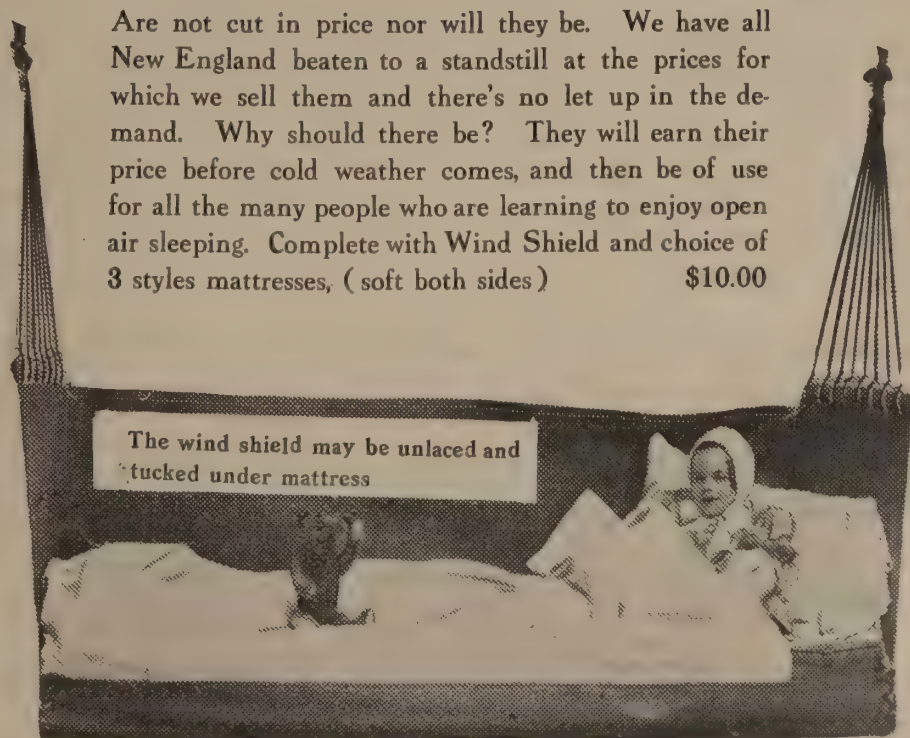 Are not cut in price nor will they be. We have all
New England beaten to a standstill at the prices for
which we sell them and there's no let up in the de-
mand. Why should there be? They will earn their
price before cold weather comes, and then be of use
for all the many people who are learning to enjoy open
air sleeping. Complete with Wind Shield and choice of
3 styles mattresses, (soft both sides) $10.00
The wind shield may be unlaced and
tucked under mattress